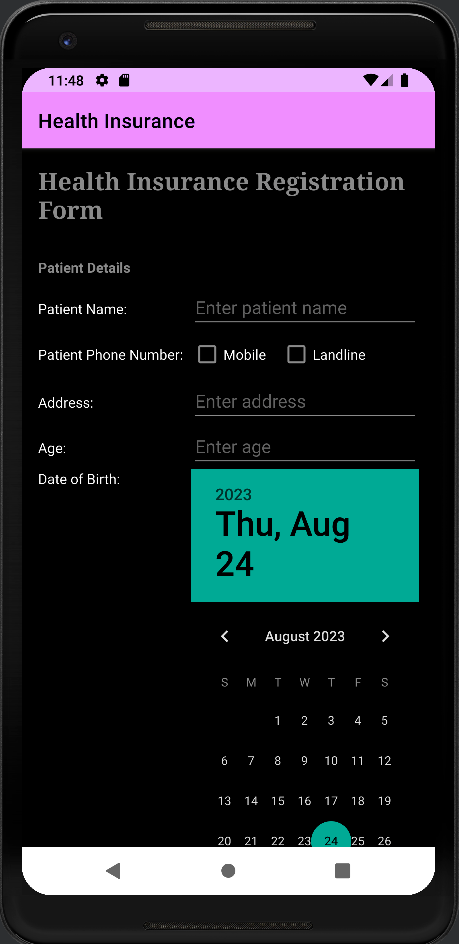 11:48
Health Insurance
Health Insurance Registration
Form
Patient Details
Patient Name: Enter patient name
Patient Phone Number: Mobile Landline
Address: Enter address
Age: Enter age
Date of Birth:
2023
Thu, Aug
24
August 2023
S M T W T F S
1 2 3 4 5
6 7 8 9 10 11 12
13 14 15 16 17 18 19
20 21 22 23 24 25 26